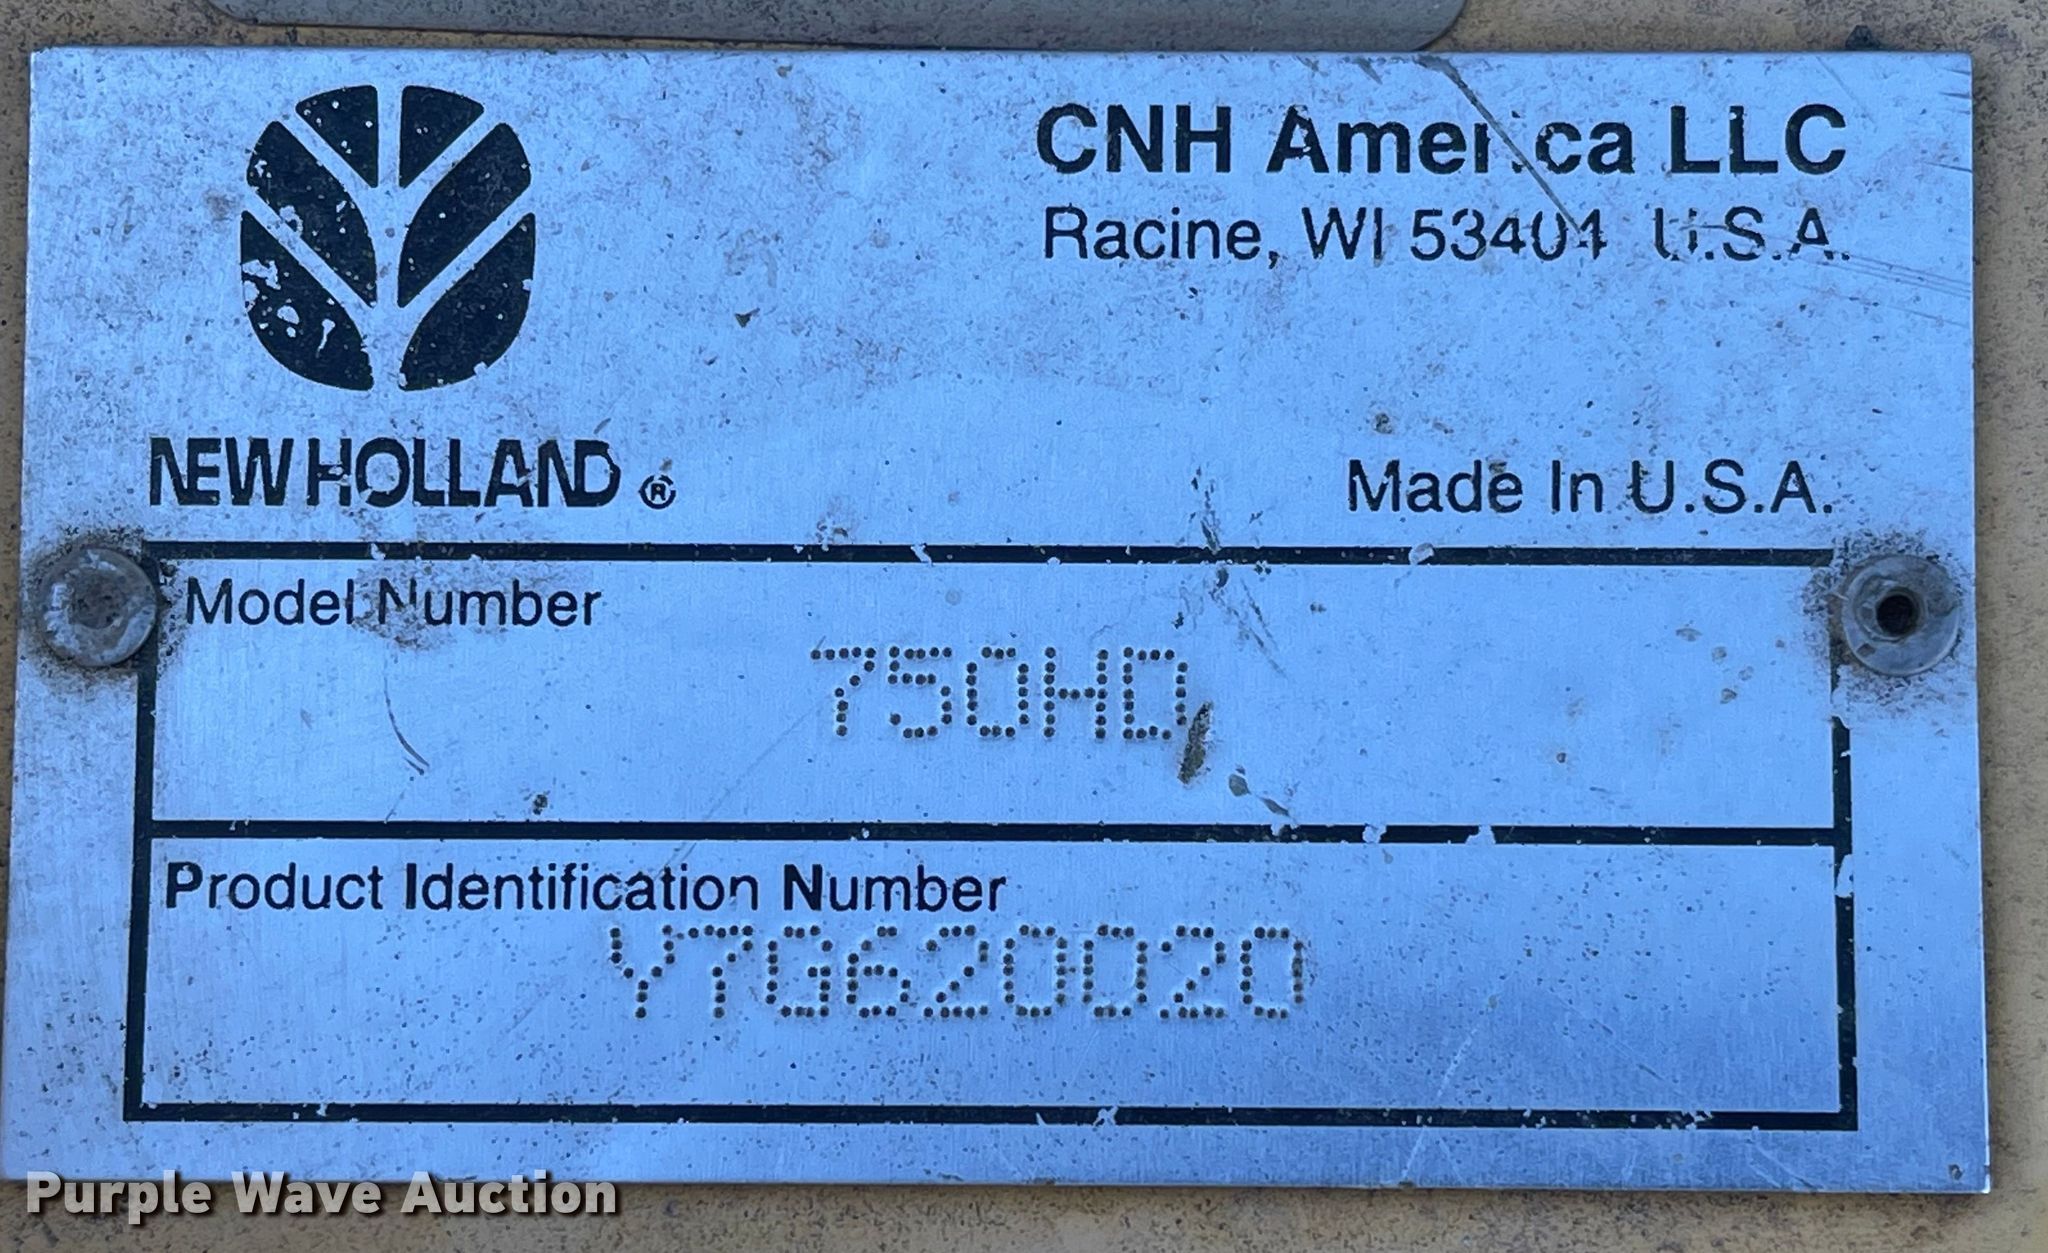 CNH America LLC
Racine, WI 53404 U.S.A.
NEW HOLLAND ®
Made In U.S.A.
Model Number
750HD
Product Identification Number
Y7G620020
Purple Wave Auction